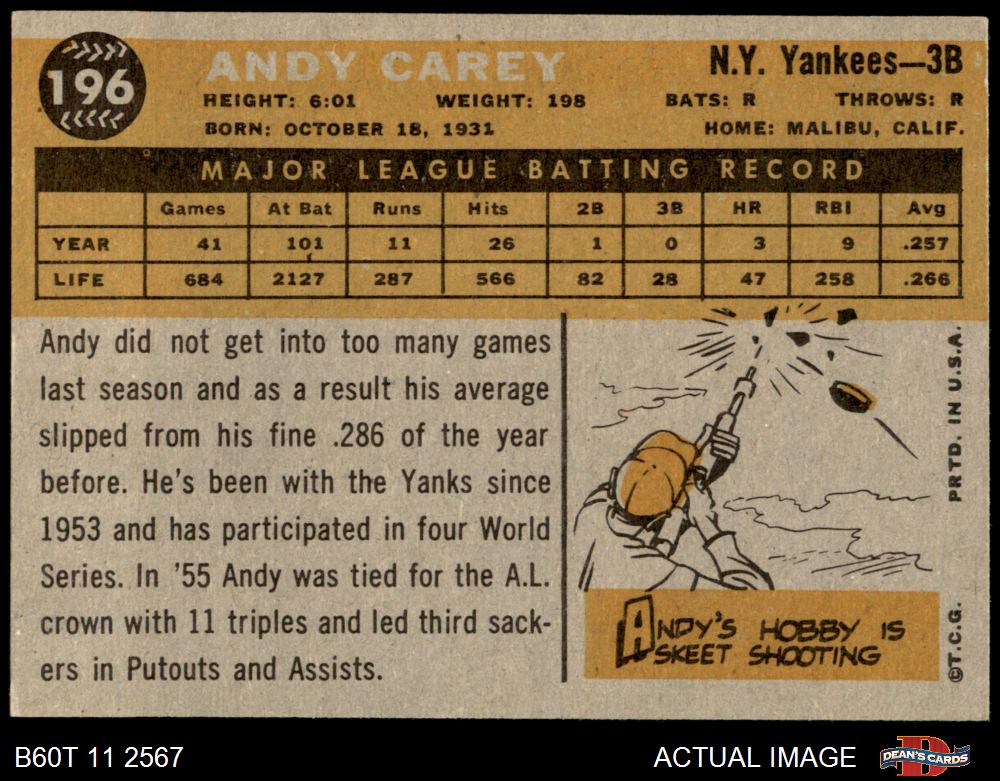 196
ANDY CAREY
N.Y. Yankees—3B
HEIGHT: 6:01 WEIGHT: 198 BATS: R THROWS: R
BORN: OCTOBER 18, 1931 HOME: MALIBU, CALIF.
MAJOR LEAGUE BATTING RECORD
Games At Bat Runs Hits 2B 3B HR RBI Avg
YEAR 41 101 11 26 1 0 3 9 .257
LIFE 684 2127 287 566 82 28 47 258 .266
Andy did not get into too many games
last season and as a result his average
slipped from his fine .286 of the year
before. He's been with the Yanks since
1953 and has participated in four World
Series. In '55 Andy was tied for the A.L.
crown with 11 triples and led third sack-
ers in Putouts and Assists.
ANDY'S HOBBY IS
SKEET SHOOTING
©T.C.G. PRTD. IN U.S.A.
B60T 11 2567
ACTUAL IMAGE
D
DEAN'S CARDS